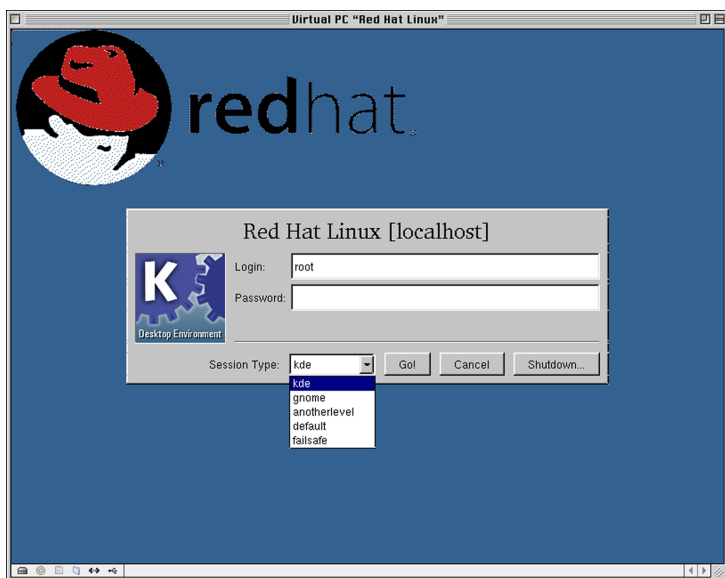 Virtual PC "Red Hat Linux"
redhat.
Red Hat Linux [localhost]
K
Desktop Environment
Login: root
Password:
Session Type: kde Go! Cancel Shutdown...
kde
gnome
anotherlevel
default
failsafe